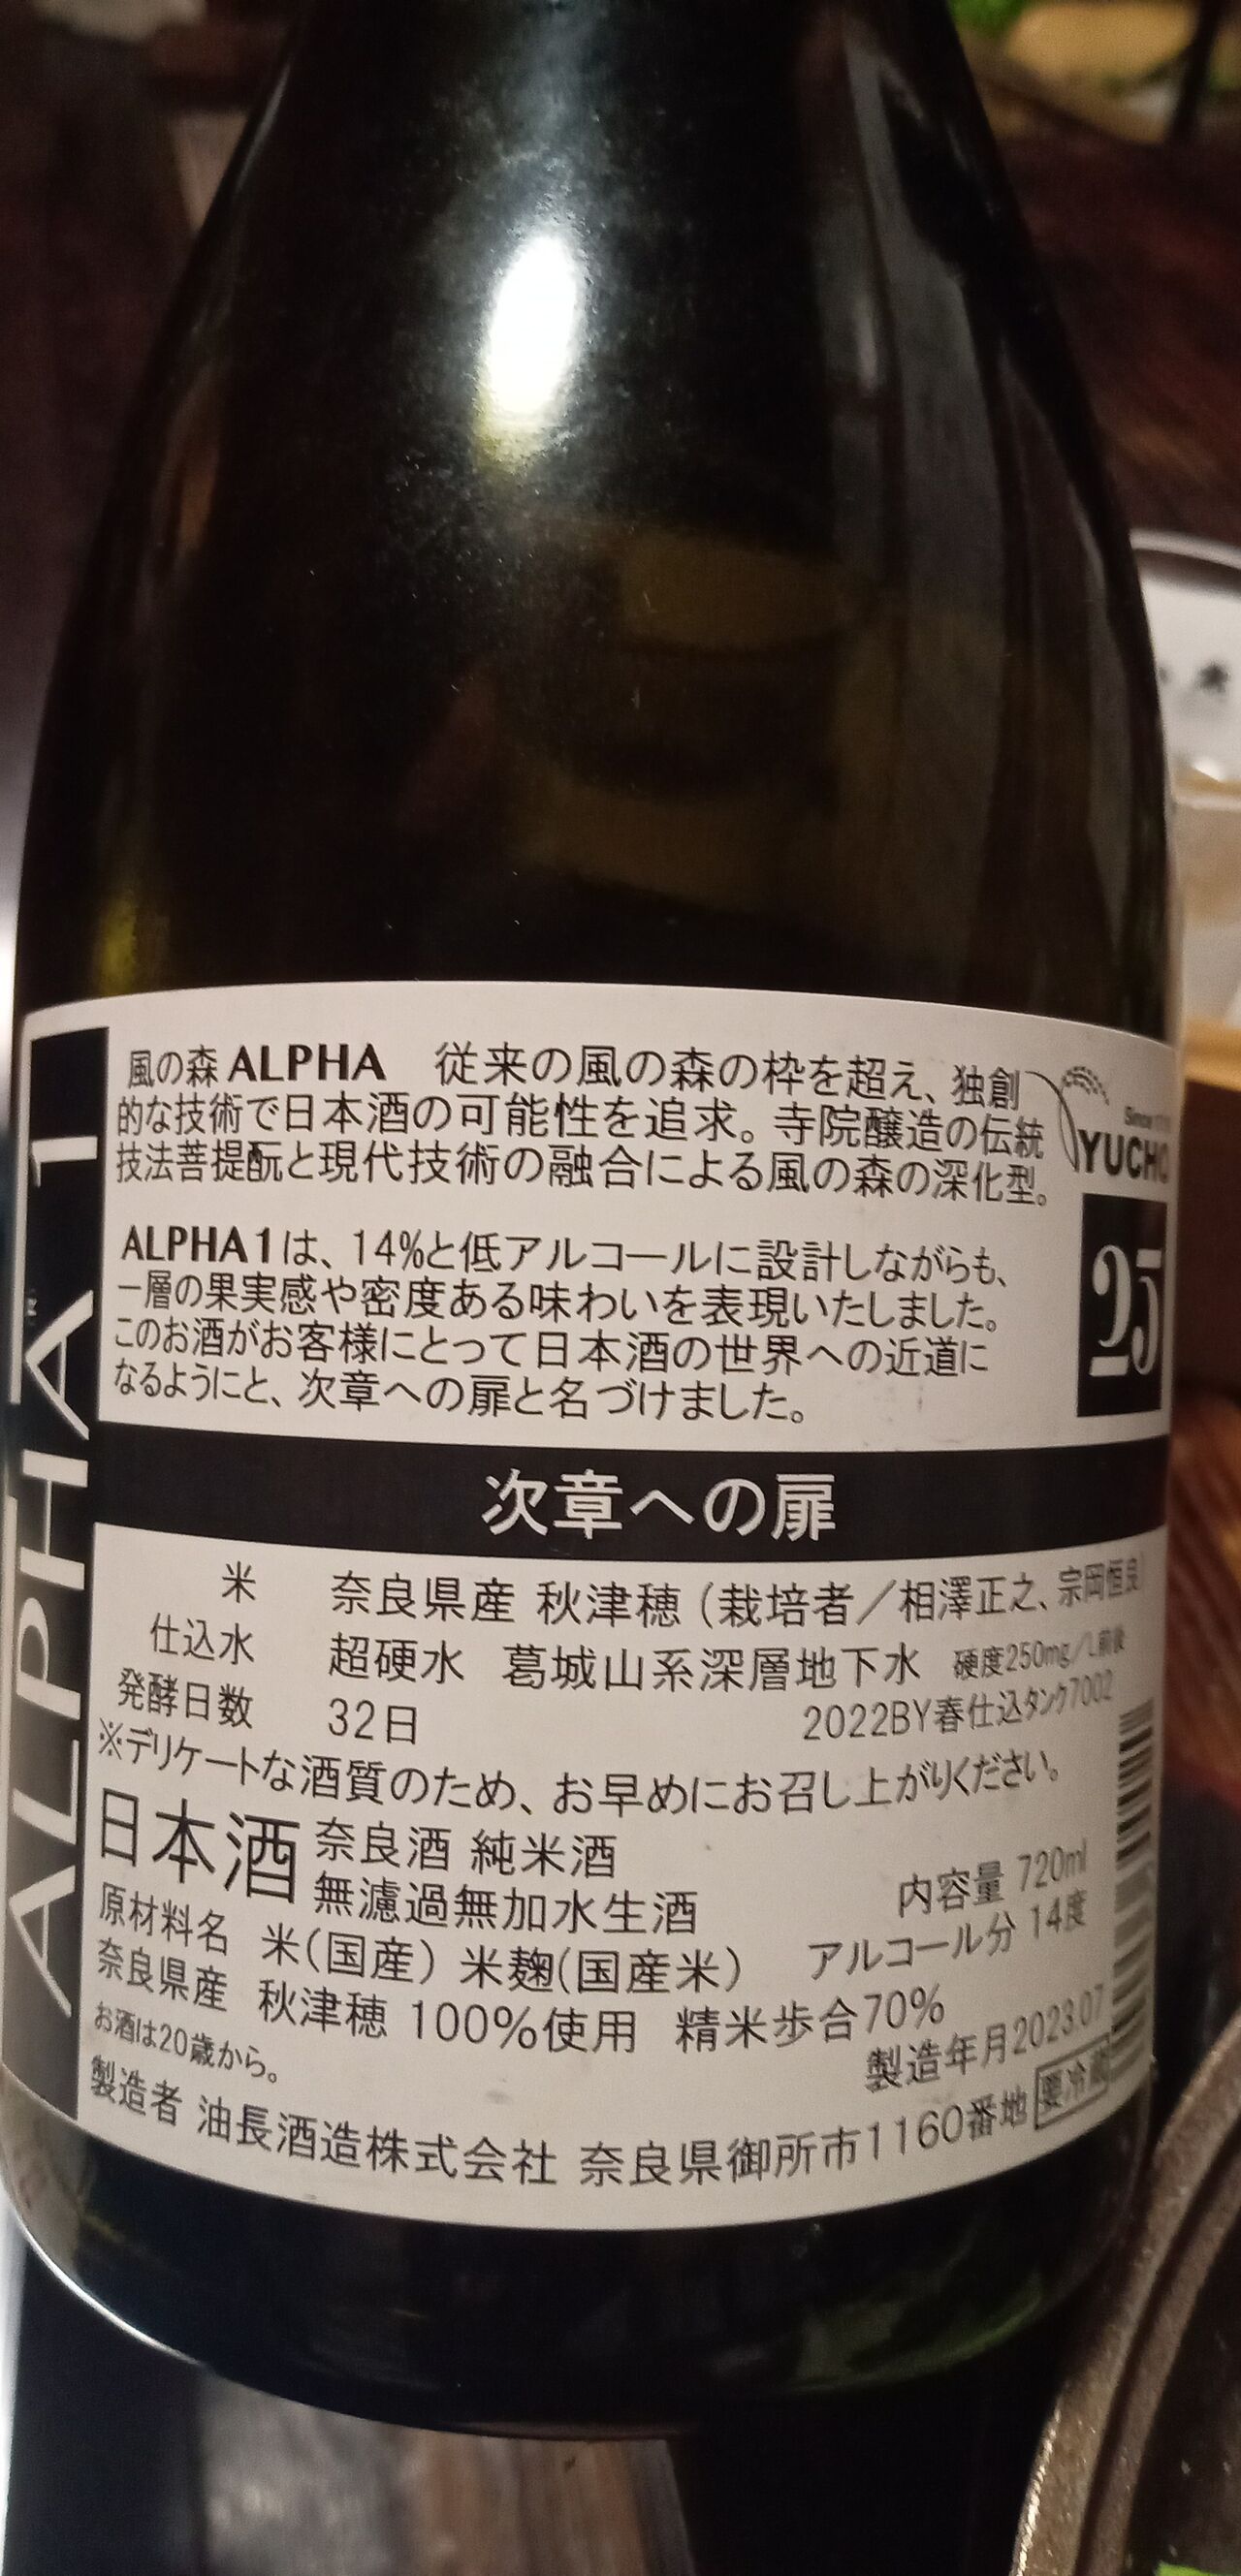 風の森 ALPHA 従来の風の森の枠を超え、独創
的な技術で日本酒の可能性を追求。寺院醸造の伝統
技法菩提酛と現代技術の融合による風の森の深化型。
Since
YUCHO
25
ALPHA1は、14%と低アルコールに設計しながらも、
一層の果実感や密度ある味わいを表現いたしました。
このお酒がお客様にとって日本酒の世界への近道に
なるようにと、次章への扉と名づけました。
ALPHA 1
次章への扉
米 奈良県産 秋津穂 (栽培者／相澤正之、宗岡恒良)
仕込水 超硬水 葛城山系深層地下水 硬度250mg/L前後
発酵日数 32日 2022BY春仕込タンク7002
※デリケートな酒質のため、お早めにお召し上がりください。
日本酒 奈良酒 純米酒
無濾過無加水生酒 内容量 720ml
原材料名 米(国産) 米麹(国産米) アルコール分 14度
奈良県産 秋津穂 100%使用 精米歩合70%
お酒は20歳から。 製造年月2023.07
製造者 油長酒造株式会社 奈良県御所市1160番地 要冷蔵